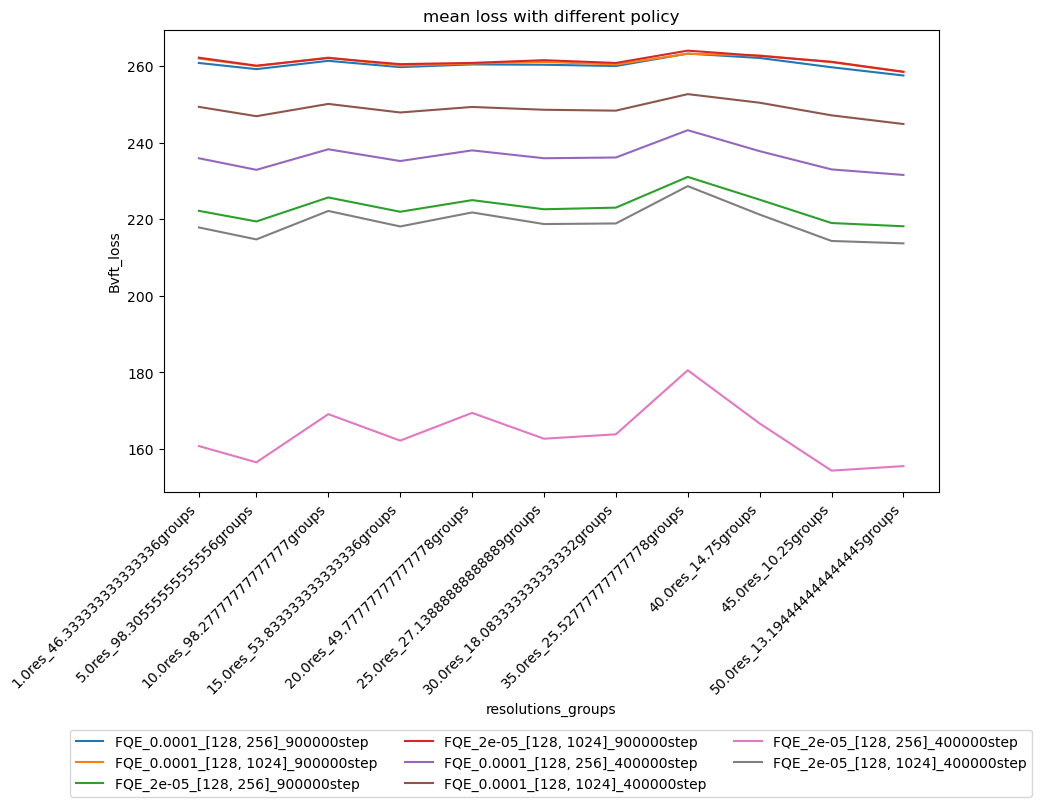 mean loss with different policy
Bvft_loss
260
240
220
200
180
160
1.0res_46.333333333333336groups
5.0res_98.30555555555556groups
10.0res_98.27777777777777groups
15.0res_53.833333333333336groups
20.0res_49.77777777777778groups
25.0res_27.13888888888889groups
30.0res_18.083333333333332groups
35.0res_25.52777777777778groups
40.0res_14.75groups
45.0res_10.25groups
50.0res_13.194444444444445groups
resolutions_groups
FQE_0.0001_[128, 256]_900000step
FQE_0.0001_[128, 1024]_900000step
FQE_2e-05_[128, 256]_900000step
FQE_2e-05_[128, 1024]_900000step
FQE_0.0001_[128, 256]_400000step
FQE_0.0001_[128, 1024]_400000step
FQE_2e-05_[128, 256]_400000step
FQE_2e-05_[128, 1024]_400000step